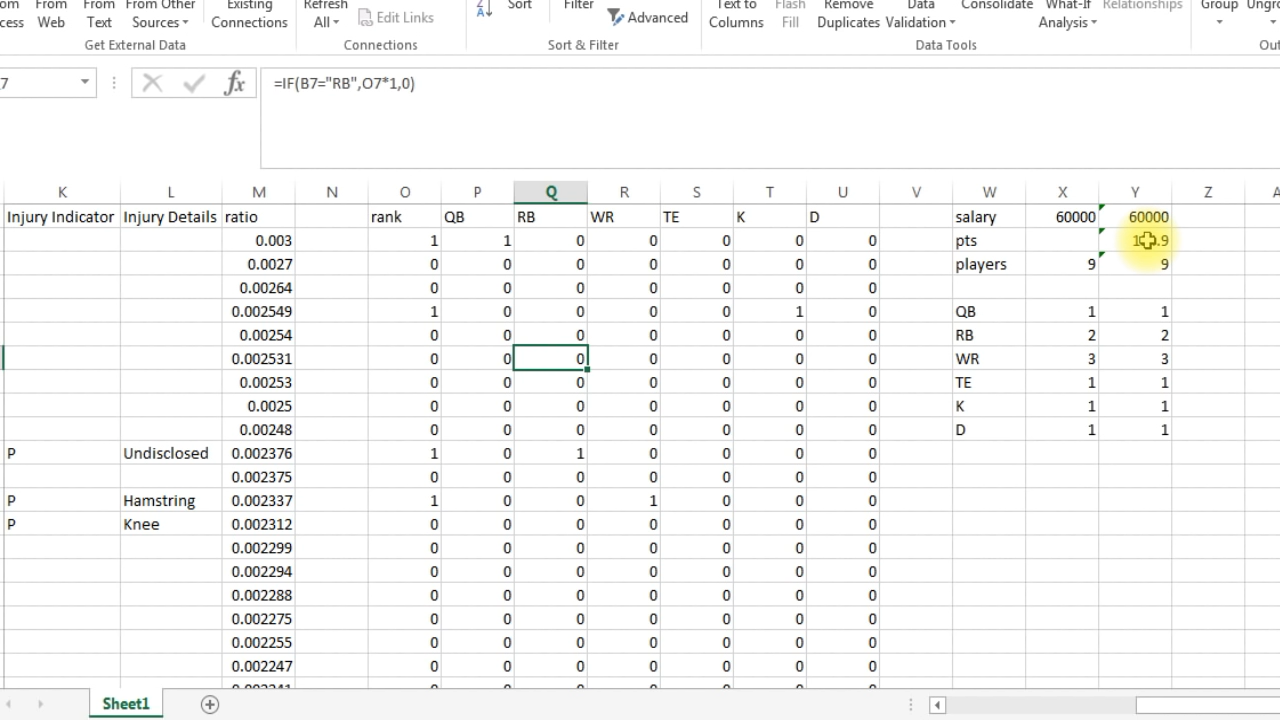 om From From From Other Existing Refresh Edit Links Sort Filter Advanced Text to Flash Remove Data Consolidate What-If Relationships Group Ungro
cess Web Text Sources Connections All Columns Fill Duplicates Validation Analysis
Get External Data Connections Sort & Filter Data Tools Out
7 fx =IF(B7="RB",O7*1,0)
K L M N O P Q R S T U V W X Y Z A
Injury Indicator Injury Details ratio rank QB RB WR TE K D salary 60000 60000
0.003 1 1 0 0 0 0 0 pts
0.0027 0 0 0 0 0 0 0 players 9 9
0.00264 0 0 0 0 0 0 0
0.002549 1 0 0 0 0 1 0 QB 1 1
0.00254 0 0 0 0 0 0 0 RB 2 2
0.002531 0 0 0 0 0 0 0 WR 3 3
0.00253 0 0 0 0 0 0 0 TE 1 1
0.0025 0 0 0 0 0 0 0 K 1 1
0.00248 0 0 0 0 0 0 0 D 1 1
P Undisclosed 0.002376 1 0 1 0 0 0 0
0.002375 0 0 0 0 0 0 0
P Hamstring 0.002337 1 0 0 1 0 0 0
P Knee 0.002312 0 0 0 0 0 0 0
0.002299 0 0 0 0 0 0 0
0.002294 0 0 0 0 0 0 0
0.002288 0 0 0 0 0 0 0
0.002275 0 0 0 0 0 0 0
0.002255 0 0 0 0 0 0 0
0.002247 0 0 0 0 0 0 0
Sheet1